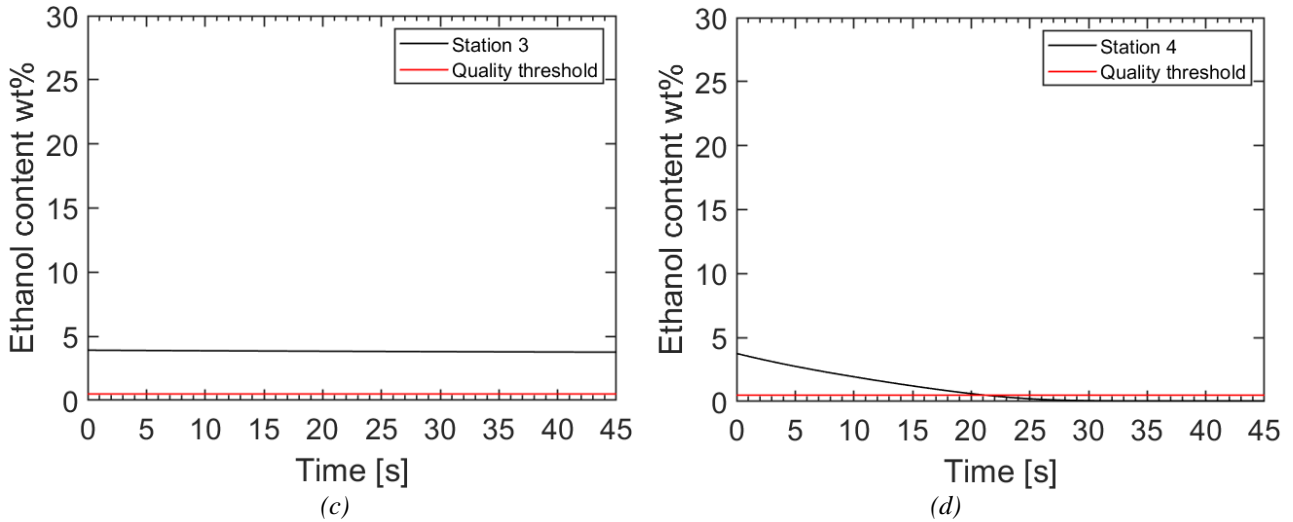 30
25
20
15
10
5
0
Ethanol content wt%
Station 3
Quality threshold
0 5 10 15 20 25 30 35 40 45
Time [s]
(c)
30
25
20
15
10
5
0
Ethanol content wt%
Station 4
Quality threshold
0 5 10 15 20 25 30 35 40 45
Time [s]
(d)